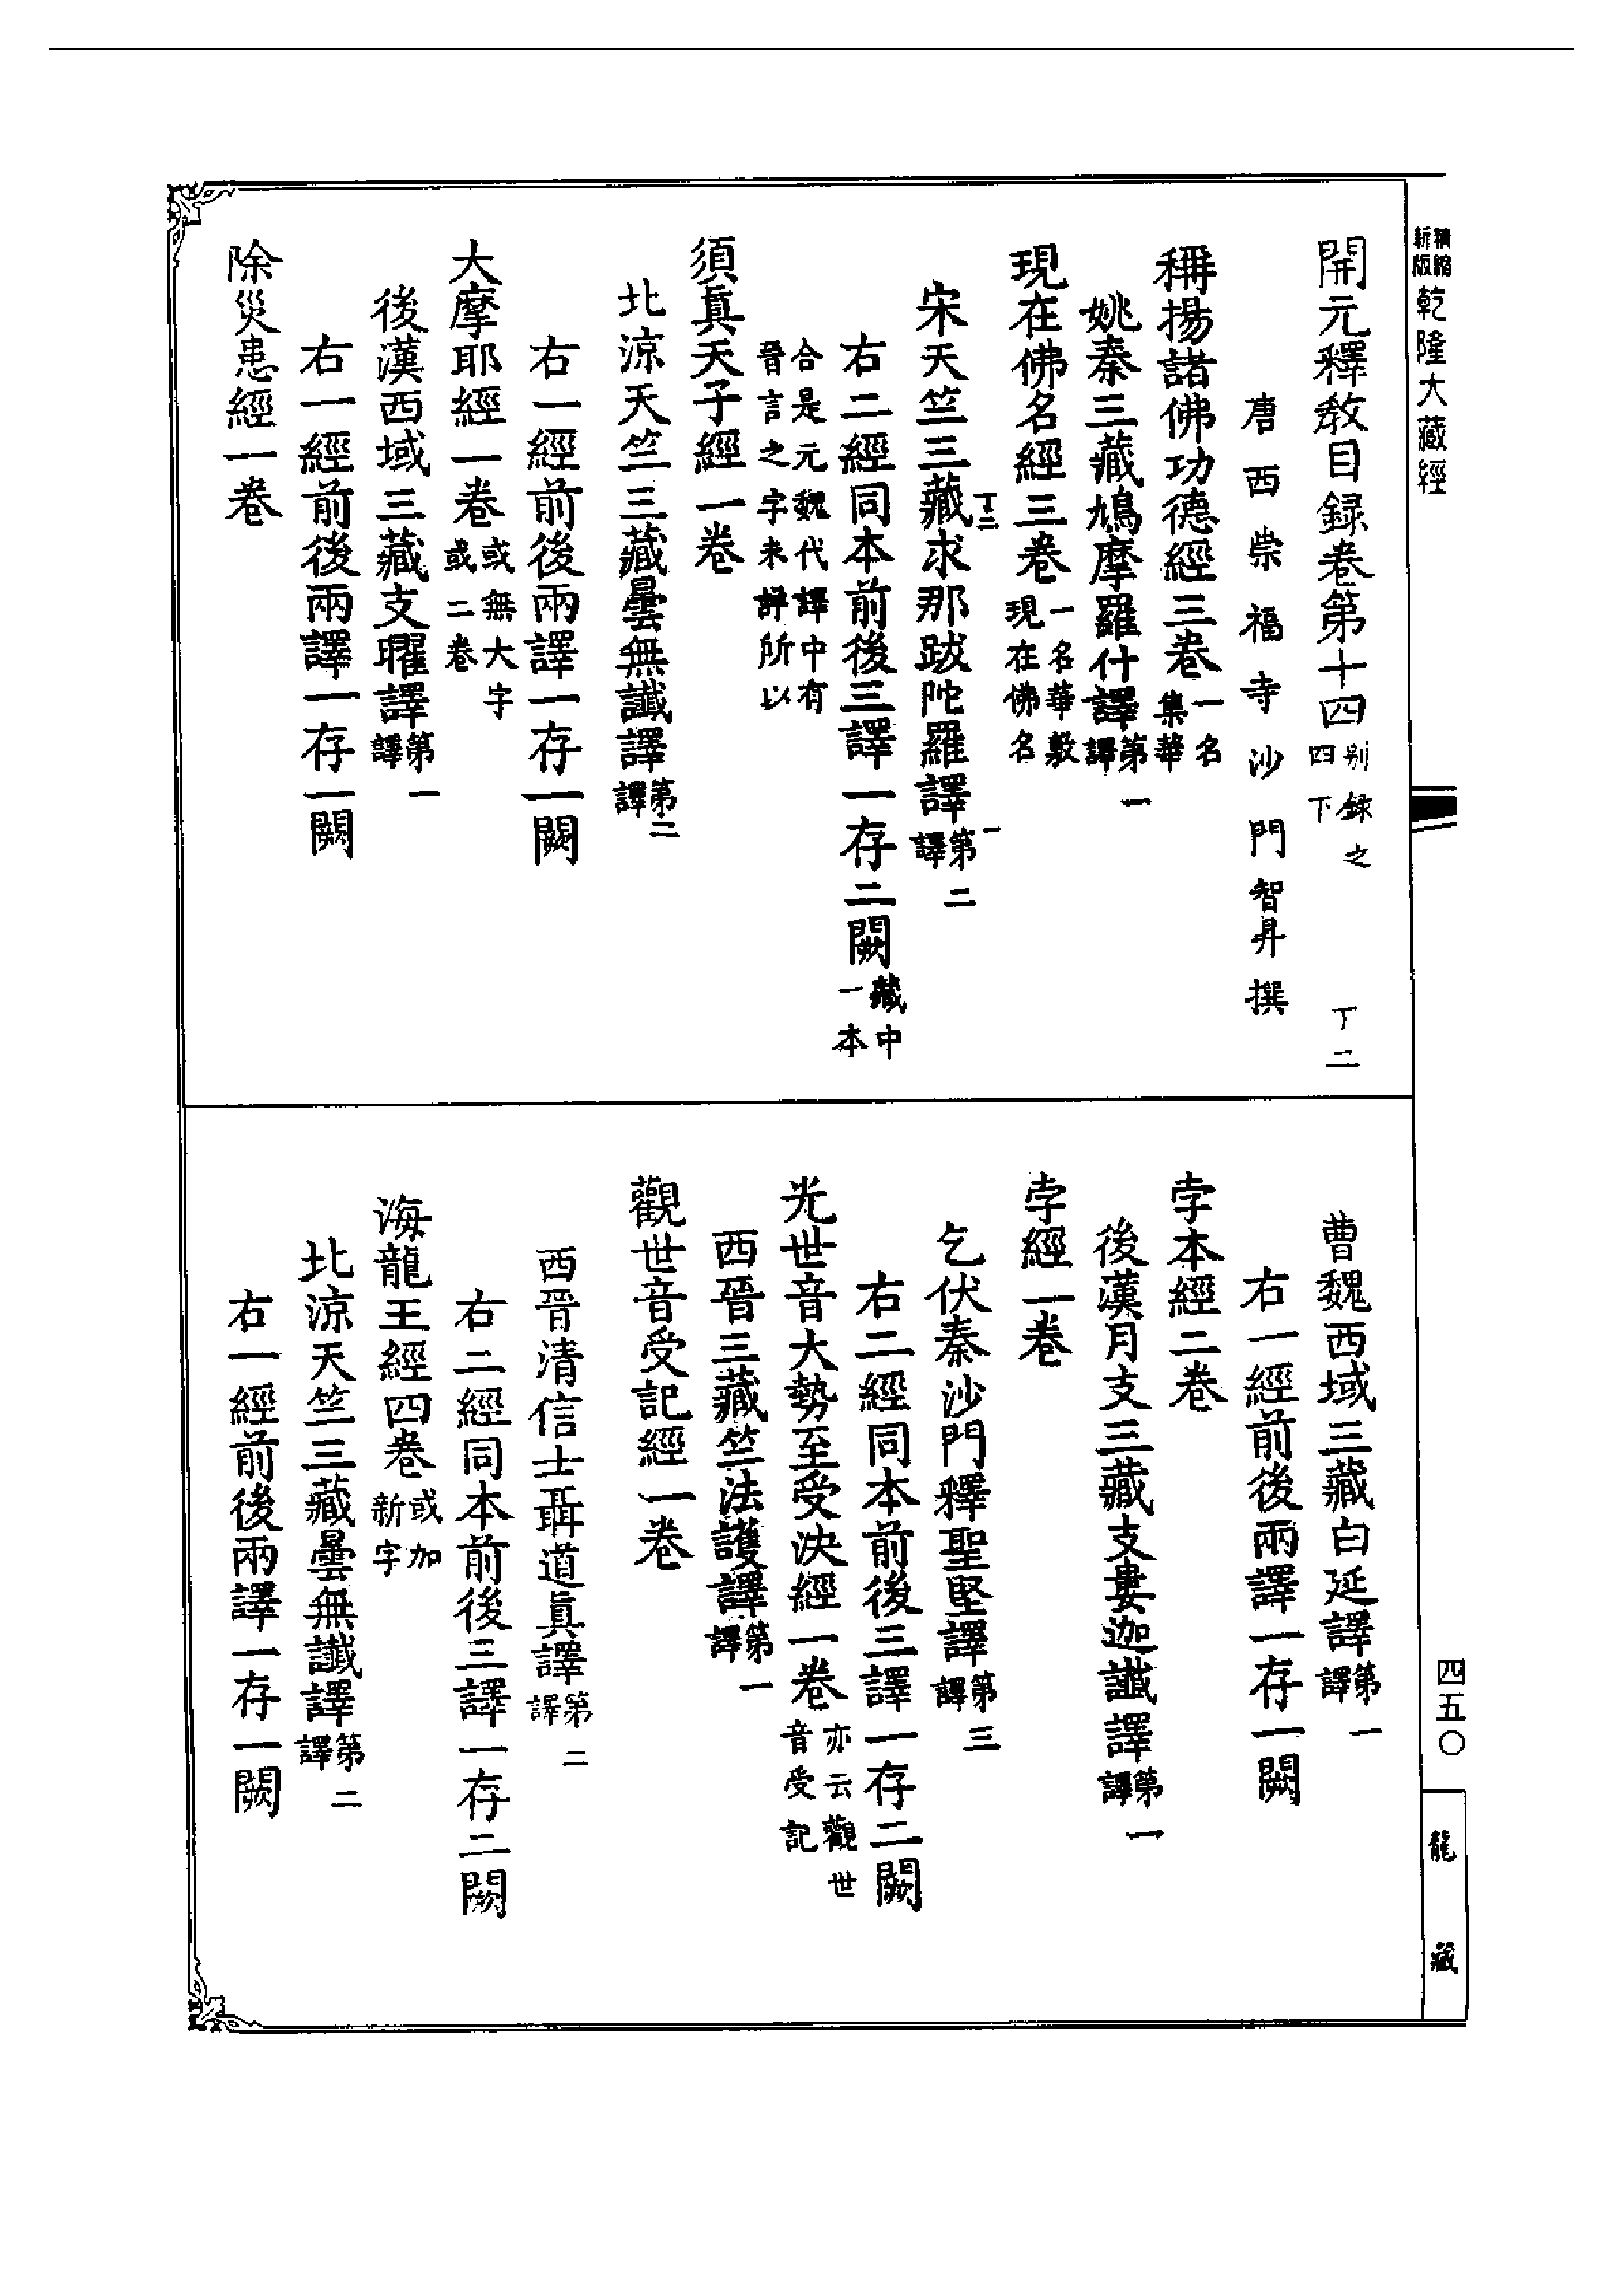 精縮新版乾隆大藏經
開元釋教目録卷第十四别録之四下 丁二
唐西崇福寺沙門智昇撰
稱揚諸佛功德經三卷一名集華
姚秦三藏鳩摩羅什譯第一譯
現在佛名經三卷一名華敷現在佛名
宋天竺三藏求那跋陀羅譯第二譯
丁二 一
右二經同本前後三譯一存二闕藏中一本
合是元魏代譯中有晉言之字未詳所以
須眞天子經一卷
北涼天竺三藏曇無讖譯第二譯
右一經前後兩譯一存一闕
大摩耶經一卷或無大字或二卷
後漢西域三藏支曜譯第一譯
右一經前後兩譯一存一闕
除災患經一卷
曹魏西域三藏白延譯第一譯
右一經前後兩譯一存一闕
孛本經二卷
後漢月支三藏支婁迦讖譯第一譯
孛經一卷
乞伏秦沙門釋聖堅譯第三譯
右二經同本前後三譯一存二闕
光世音大勢至受決經一卷亦云觀世音受記
西晉三藏竺法護譯第一譯
觀世音受記經一卷
西晉清信士聶道眞譯第二譯
右二經同本前後三譯一存二闕
海龍王經四卷或加新字
北涼天竺三藏曇無讖譯第二譯
右一經前後兩譯一存一闕
四五〇
龍藏